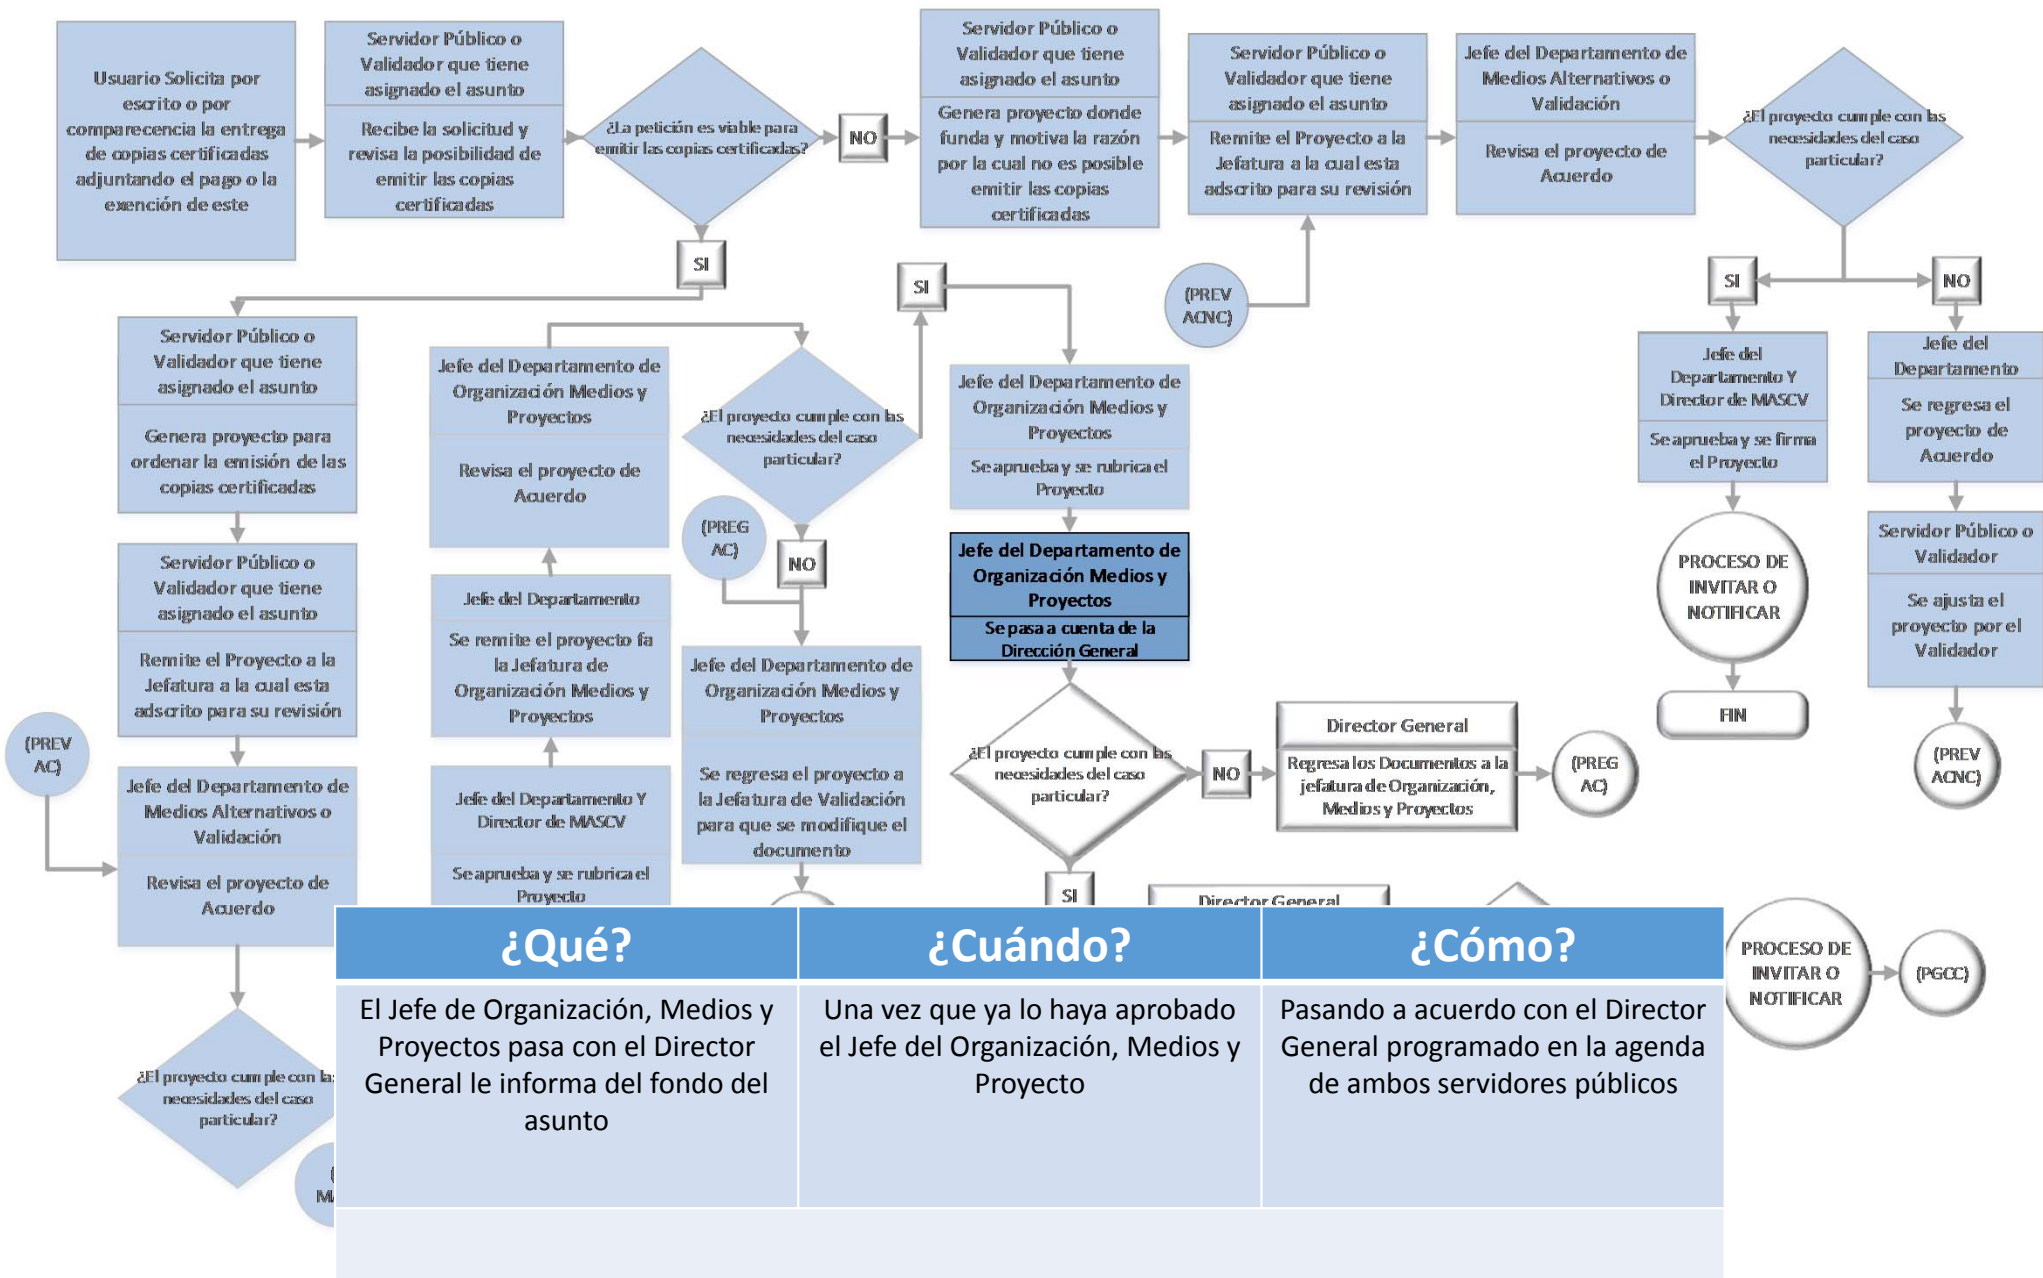 Usuario Solicita por
escrito o por
comparecencia la entrega
de copias certificadas
adjuntando el pago o la
exención de este
Servidor Público o
Validador que tiene
asignado el asunto
Recibe la solicitud y
revisa la posibilidad de
emitir las copias
certificadas
¿La petición es viable para
emitir las copias certificadas?
NO
Servidor Público o
Validador que tiene
asignado el asunto
Genera proyecto donde
funda y motiva la razón
por la cual no es posible
emitir las copias
certificadas
Servidor Público o
Validador que tiene
asignado el asunto
Remite el Proyecto a la
Jefatura a la cual esta
adscrito para su revisión
Jefe del Departamento de
Medios Alternativos o
Validación
Revisa el proyecto de
Acuerdo
¿El proyecto cumple con las
necesidades del caso
particular?
SI
SI
(PREV
ACNC)
SI
NO
Servidor Público o
Validador que tiene
asignado el asunto
Genera proyecto para
ordenar la emisión de las
copias certificadas
Jefe del Departamento de
Organización Medios y
Proyectos
Revisa el proyecto de
Acuerdo
¿El proyecto cumple con las
necesidades del caso
particular?
Jefe del Departamento de
Organización Medios y
Proyectos
Se aprueba y se rubrica el
Proyecto
Jefe del
Departamento Y
Director de MASCV
Se aprueba y se firma
el Proyecto
Jefe del
Departamento
Se regresa el
proyecto de
Acuerdo
(PREG
AC)
NO
Servidor Público o
Validador que tiene
asignado el asunto
Remite el Proyecto a la
Jefatura a la cual esta
adscrito para su revisión
Jefe del Departamento
Se remite el proyecto fa
la Jefatura de
Organización Medios y
Proyectos
Jefe del Departamento de
Organización Medios y
Proyectos
Se regresa el proyecto a
la Jefatura de Validación
para que se modifique el
documento
Jefe del Departamento de
Organización Medios y
Proyectos
Se pasa a cuenta de la
Dirección General
PROCESO DE
INVITAR O
NOTIFICAR
FIN
Servidor Público o
Validador
Se ajusta el
proyecto por el
Validador
(PREV
ACNC)
(PREV
AC)
Jefe del Departamento de
Medios Alternativos o
Validación
Revisa el proyecto de
Acuerdo
Jefe del Departamento Y
Director de MASCV
Se aprueba y se rubrica el
Proyecto
¿El proyecto cumple con las
necesidades del caso
particular?
NO
Director General
Regresa los Documentos a la
jefatura de Organización,
Medios y Proyectos
(PREG
AC)
SI
Director General
¿El proyecto cumple con la
necesidades del caso
particular?
¿Qué?
¿Cuándo?
¿Cómo?
El Jefe de Organización, Medios y
Proyectos pasa con el Director
General le informa del fondo del
asunto
Una vez que ya lo haya aprobado
el Jefe del Organización, Medios y
Proyecto
Pasando a acuerdo con el Director
General programado en la agenda
de ambos servidores públicos
PROCESO DE
INVITAR O
NOTIFICAR
(PGCC)